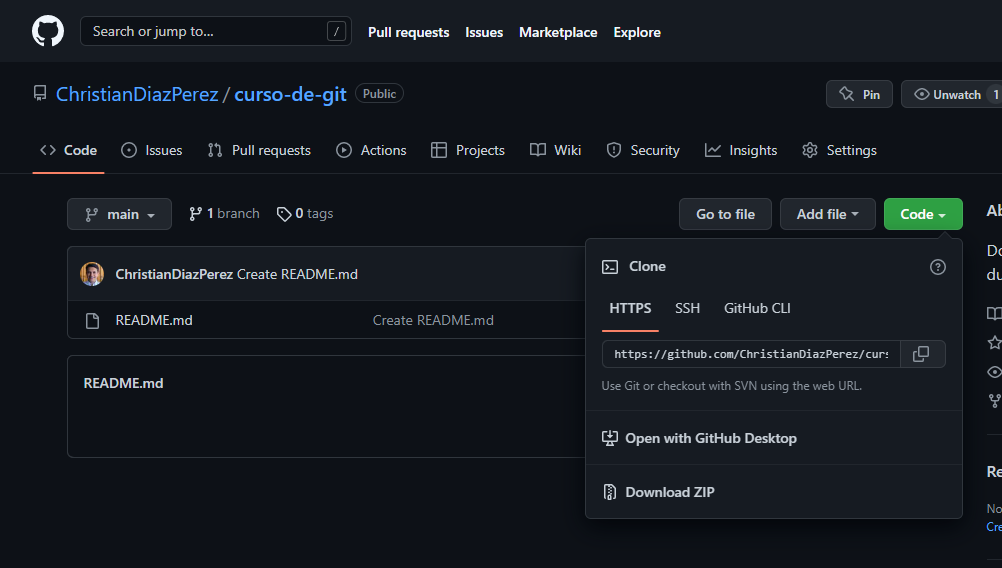 Search or jump to... / Pull requests Issues Marketplace Explore
ChristianDiazPerez / curso-de-git Public Pin Unwatch 1
Code Issues Pull requests Actions Projects Wiki Security Insights Settings
main 1 branch 0 tags Go to file Add file Code
ChristianDiazPerez Create README.md
README.md Create README.md
README.md
Clone
HTTPS SSH GitHub CLI
https://github.com/ChristianDiazPerez/curs
Use Git or checkout with SVN using the web URL.
Open with GitHub Desktop
Download ZIP
Ab
Do
du
Re
No
Cre